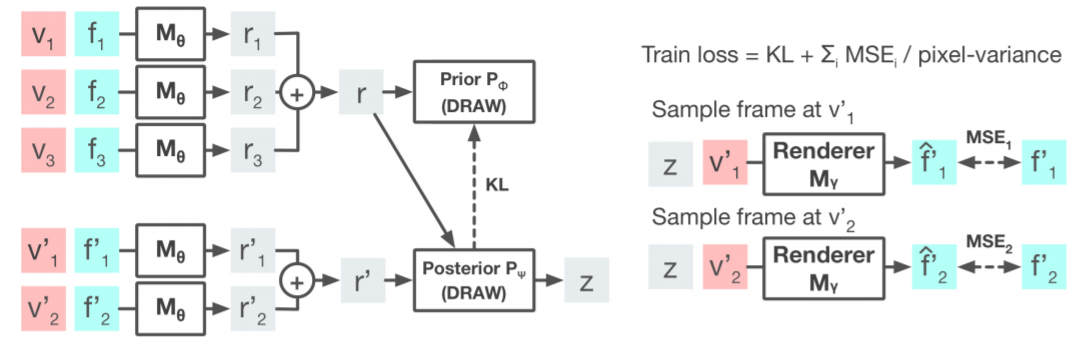 v₁ f₁ Mθ r₁
v₂ f₂ Mθ r₂
v₃ f₃ Mθ r₃
+ r
Prior PΦ
(DRAW)
KL
v'₁ f'₁ Mθ r'₁
v'₂ f'₂ Mθ r'₂
+ r'
Posterior PΨ
(DRAW)
z
Train loss = KL + Σᵢ MSEᵢ / pixel-variance
Sample frame at v'₁
z v'₁ Renderer Mγ f̂'₁ MSE₁ f'₁
Sample frame at v'₂
z v'₂ Renderer Mγ f̂'₂ MSE₂ f'₂